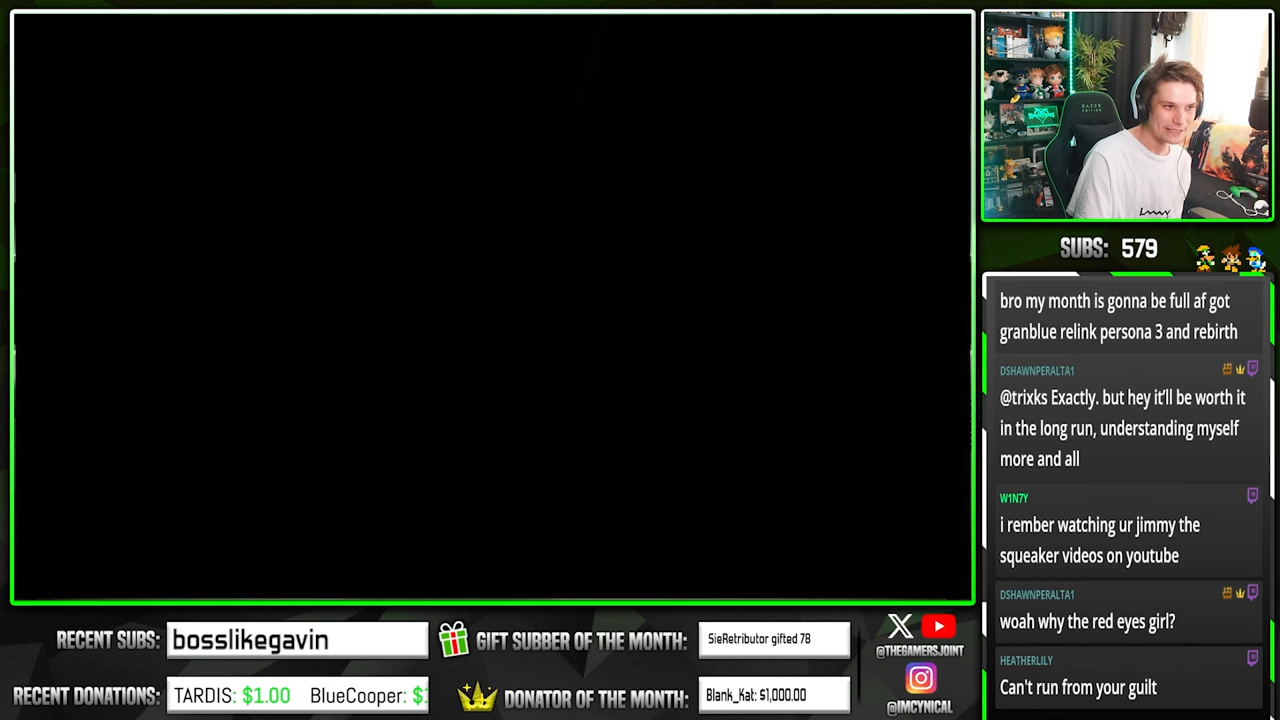 RAZER
EDITION
SUBS: 579
bro my month is gonna be full af got
granblue relink persona 3 and rebirth
DSHAWNPERALTA1
@trixks Exactly. but hey it’ll be worth it
in the long run, understanding myself
more and all
W1N7Y
i rember watching ur jimmy the
squeaker videos on youtube
DSHAWNPERALTA1
woah why the red eyes girl?
HEATHERLILY
Can't run from your guilt
RECENT SUBS: bosslikegavin
GIFT SUBBER OF THE MONTH: SieRetributor gifted 78
@THEGAMERSJOINT
RECENT DONATIONS: TARDIS: $1.00 BlueCooper: $
DONATOR OF THE MONTH: Blank_Kat: $1,000.00
@IMCYNICAL